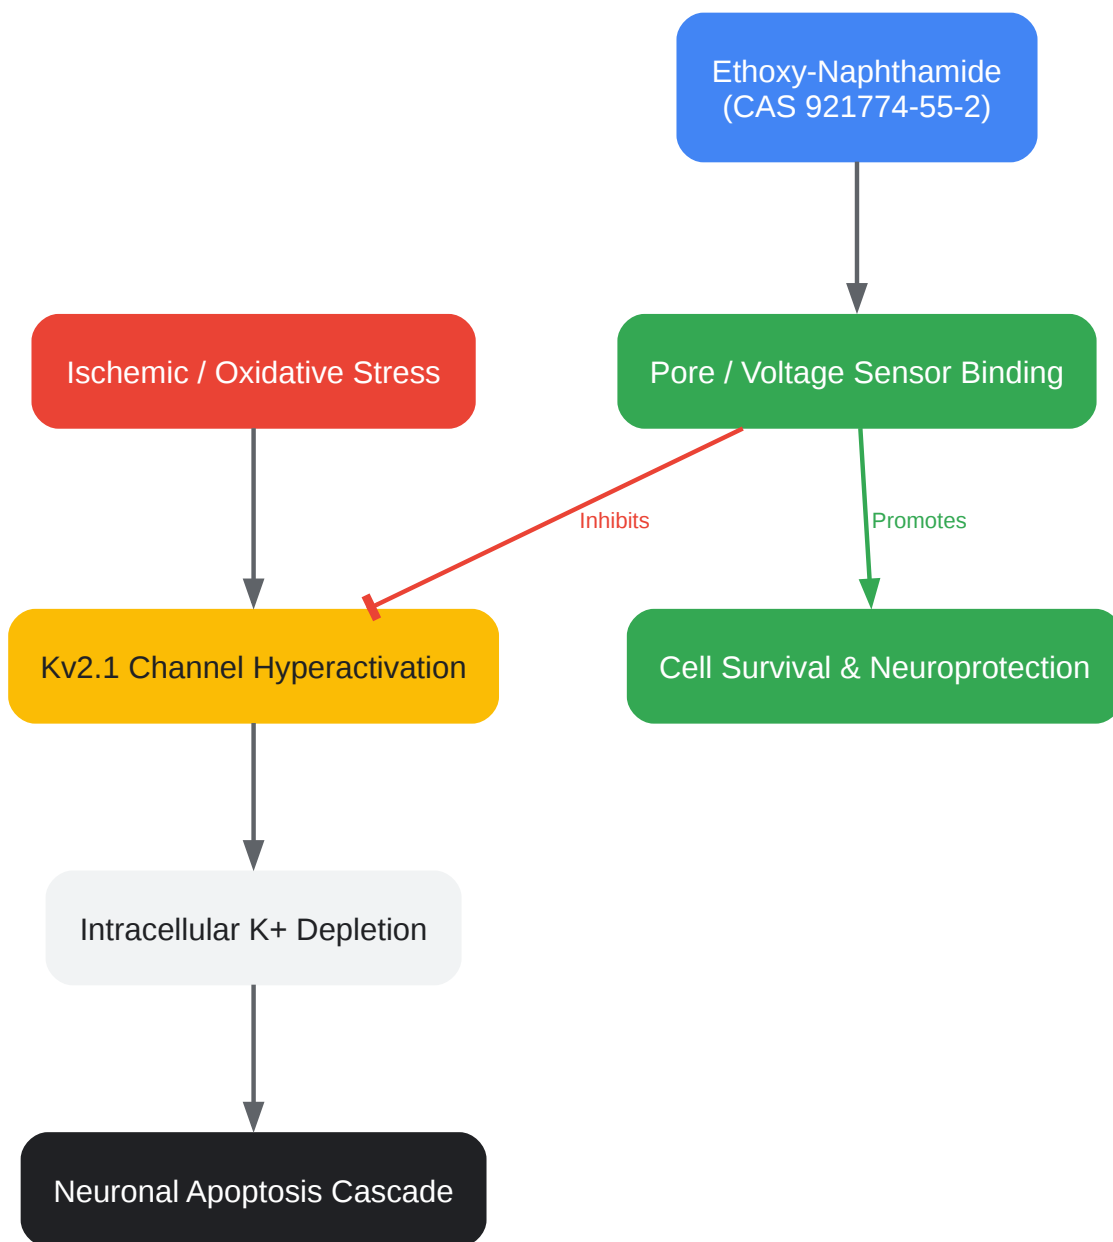 Ethoxy-Naphthamide
(CAS 921774-55-2)
Ischemic / Oxidative Stress
Pore / Voltage Sensor Binding
Inhibits
Promotes
Kv2.1 Channel Hyperactivation
Cell Survival & Neuroprotection
Intracellular K+ Depletion
Neuronal Apoptosis Cascade